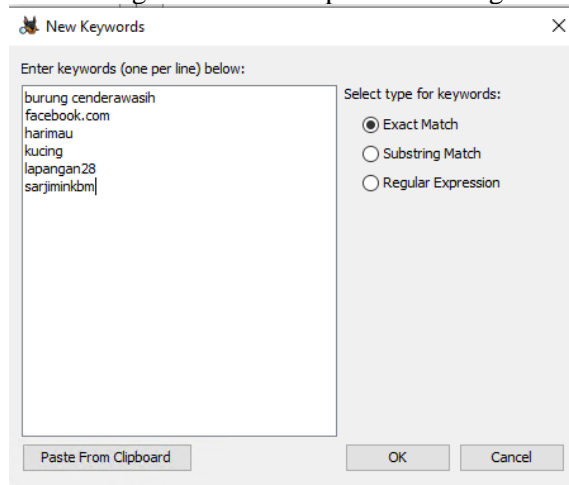 New Keywords
Enter keywords (one per line) below:
burung cenderawasih
facebook.com
harimau
kucing
lapangan28
sarjiminkbm
Select type for keywords:
Exact Match
Substring Match
Regular Expression
Paste From Clipboard
OK
Cancel